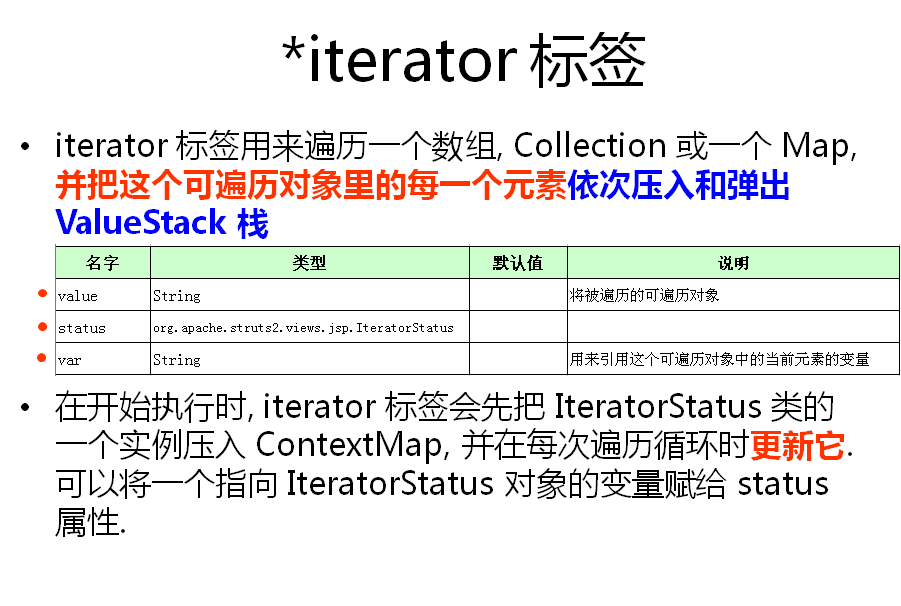 *iterator 标签
• iterator 标签用来遍历一个数组, Collection 或一个 Map,
并把这个可遍历对象里的每一个元素依次压入和弹出
ValueStack 栈
名字 类型 默认值 说明
• value String 将被遍历的可遍历对象
• status org.apache.struts2.views.jsp.IteratorStatus
• var String 用来引用这个可遍历对象中的当前元素的变量
• 在开始执行时, iterator 标签会先把 IteratorStatus 类的
一个实例压入 ContextMap, 并在每次遍历循环时更新它.
可以将一个指向 IteratorStatus 对象的变量赋给 status
属性.